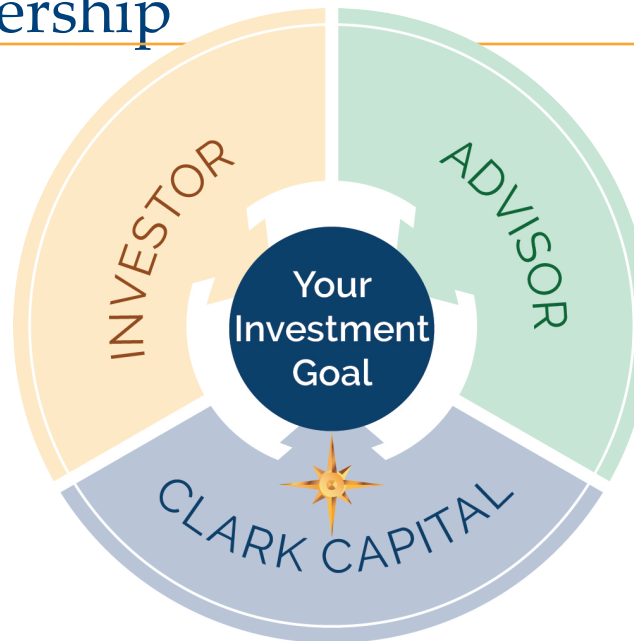 ership
INVESTOR
ADVISOR
Your
Investment
Goal
CLARK CAPITAL